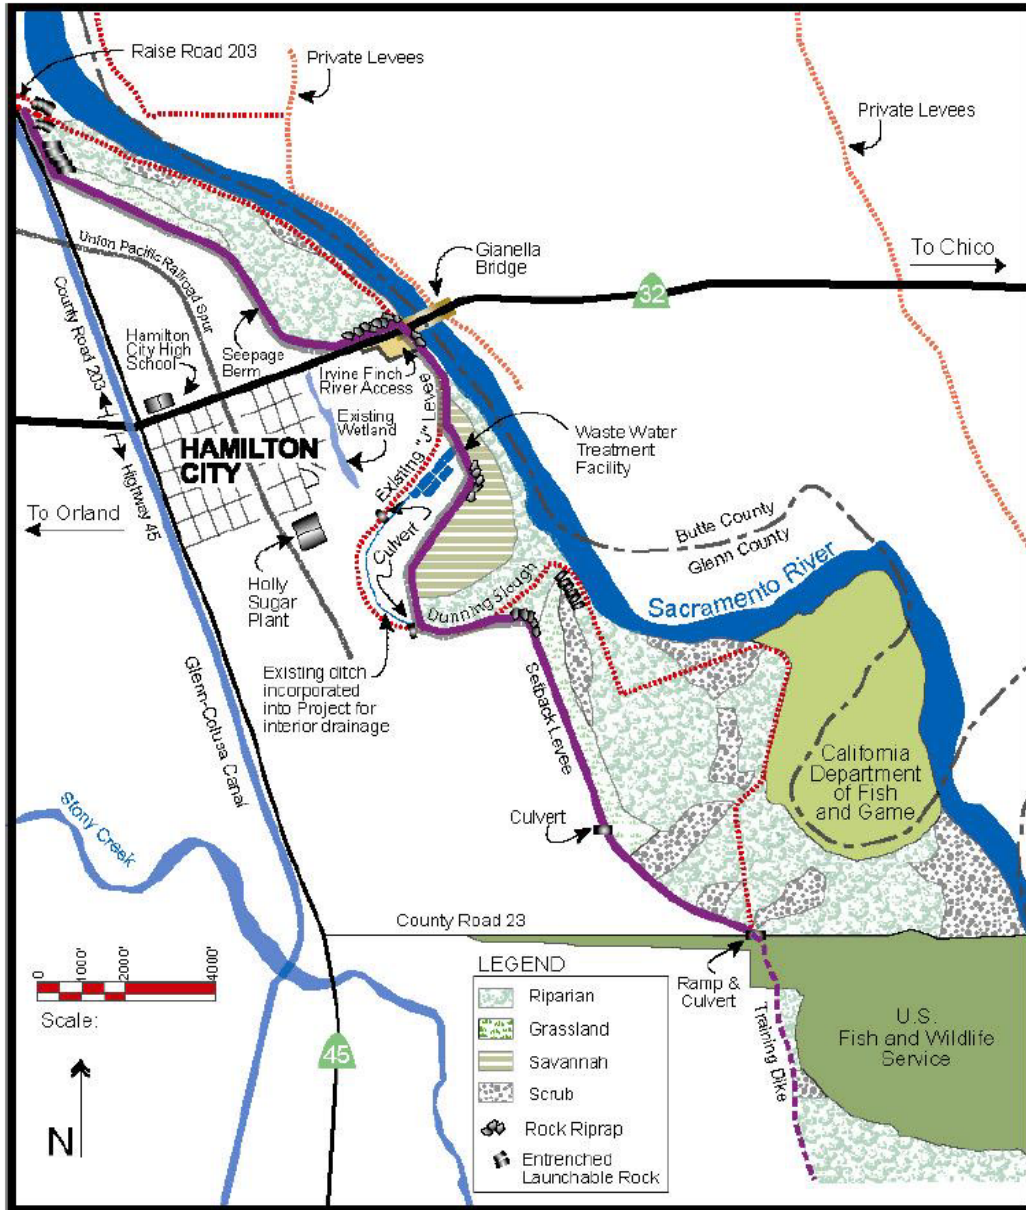 Raise Road 203
Private Levees
Private Levees
To Chico
Gianella
Bridge
32
Union Pacific Railroad Spur
County Road 203
Hamilton
City High
School
Seepage
Berm
Irvine Finch
River Access
Existing "J" Levee
Existing
Wetland
Waste Water
Treatment
Facility
HAMILTON
CITY
Highway 45
To Orland
Culvert
Butte County
Glenn County
Holly
Sugar
Plant
Dunning Slough
Sacramento River
Existing ditch
incorporated
into Project for
interior drainage
Setback Levee
Glenn-Colusa Canal
California
Department
of Fish
and Game
Stony Creek
Culvert
County Road 23
Ramp &
Culvert
Training Dike
U.S.
Fish and Wildlife
Service
0 1000' 2000' 4000'
Scale:
N
45
LEGEND
Riparian
Grassland
Savannah
Scrub
Rock Riprap
Entrenched
Launchable Rock